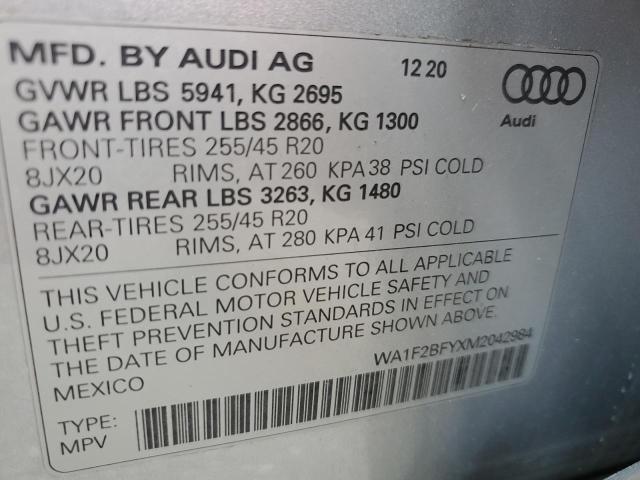 MFD. BY AUDI AG 12 20
GVWR LBS 5941, KG 2695
GAWR FRONT LBS 2866, KG 1300
Audi
FRONT-TIRES 255/45 R20
8JX20 RIMS, AT 260 KPA 38 PSI COLD
GAWR REAR LBS 3263, KG 1480
REAR-TIRES 255/45 R20
8JX20 RIMS, AT 280 KPA 41 PSI COLD
THIS VEHICLE CONFORMS TO ALL APPLICABLE
U.S. FEDERAL MOTOR VEHICLE SAFETY AND
THEFT PREVENTION STANDARDS IN EFFECT ON
THE DATE OF MANUFACTURE SHOWN ABOVE.
MEXICO WA1F2BFYXM2042984
TYPE:
MPV